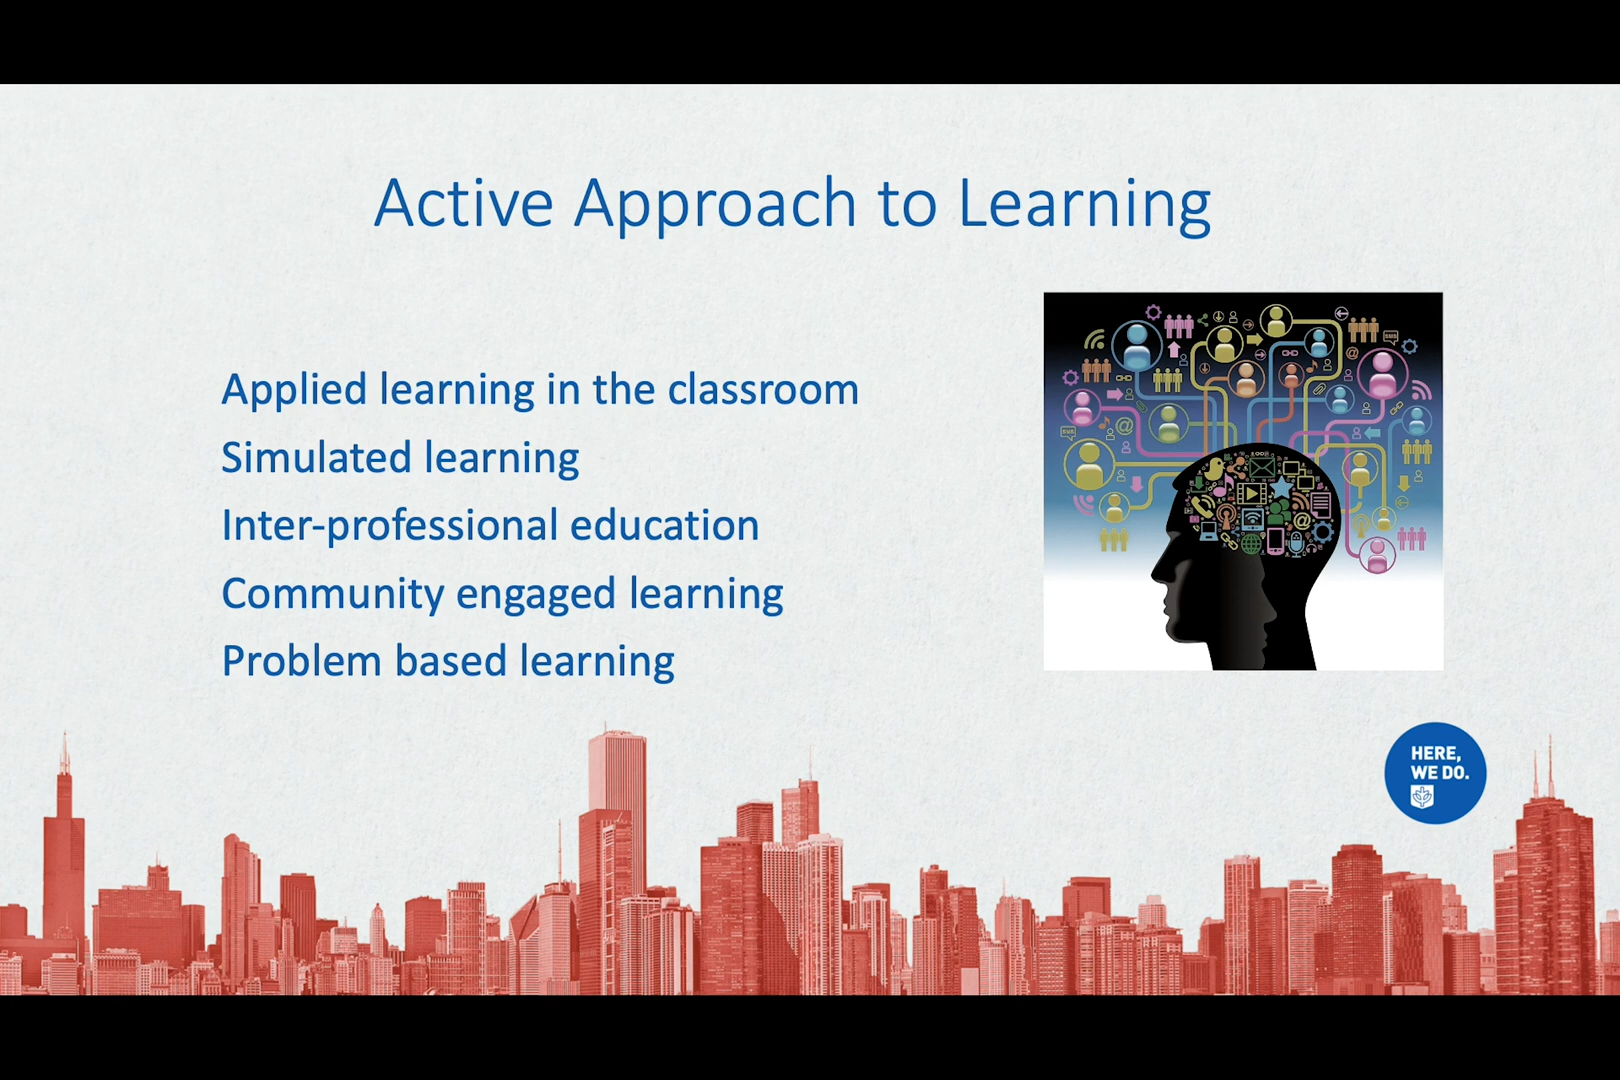 Active Approach to Learning
Applied learning in the classroom
Simulated learning
Inter-professional education
Community engaged learning
Problem based learning
HERE,
WE DO.